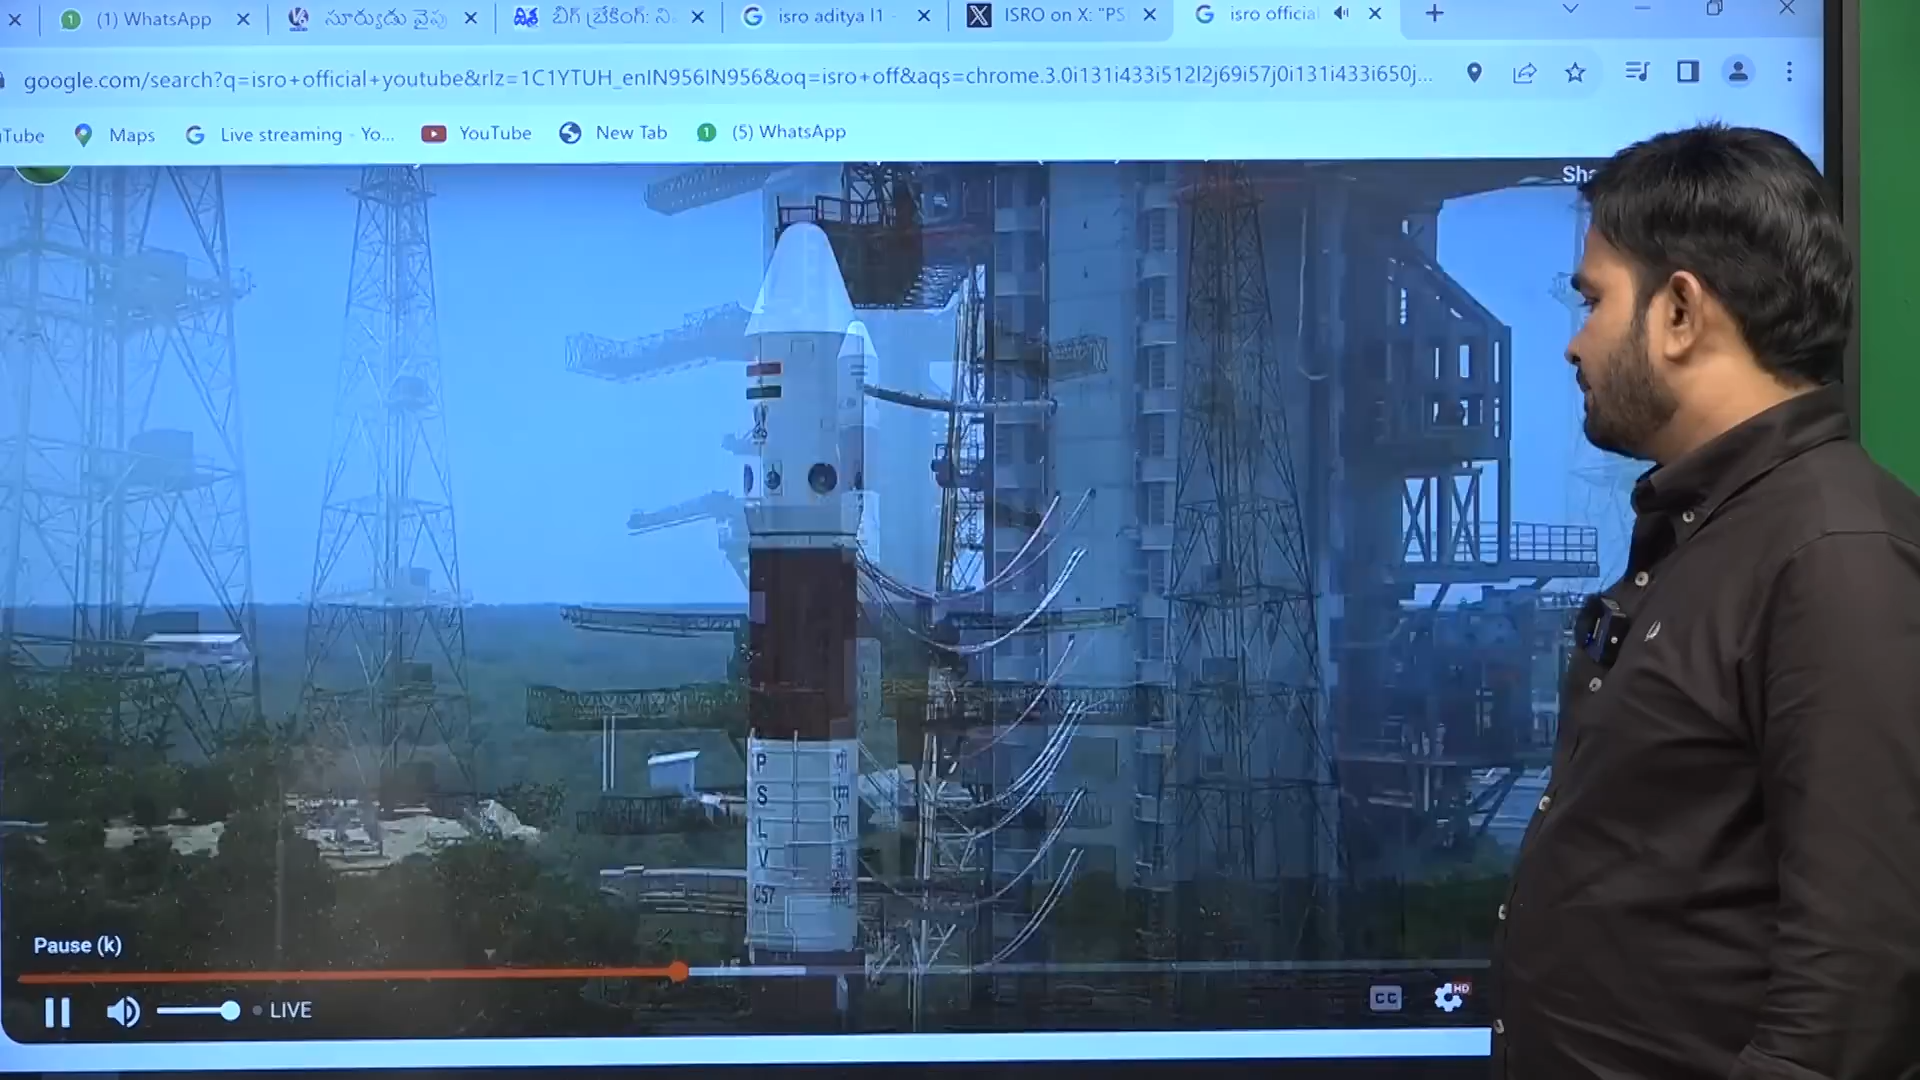 (1) WhatsApp
సూర్యుడు వైపు
బిగ్ బ్రేకింగ్: ని
isro aditya l1 -
ISRO on X: "PS
isro official
google.com/search?q=isro+official+youtube&rlz=1C1YTUH_enIN956IN956&oq=isro+off&aqs=chrome.3.0i131i433i512l2j69i57j0i131i433i650j...
Tube
Maps
Live streaming - Yo...
YouTube
New Tab
1
(5) WhatsApp
Sha
P
S
L
V
C57
Pause (k)
LIVE
CC
HD